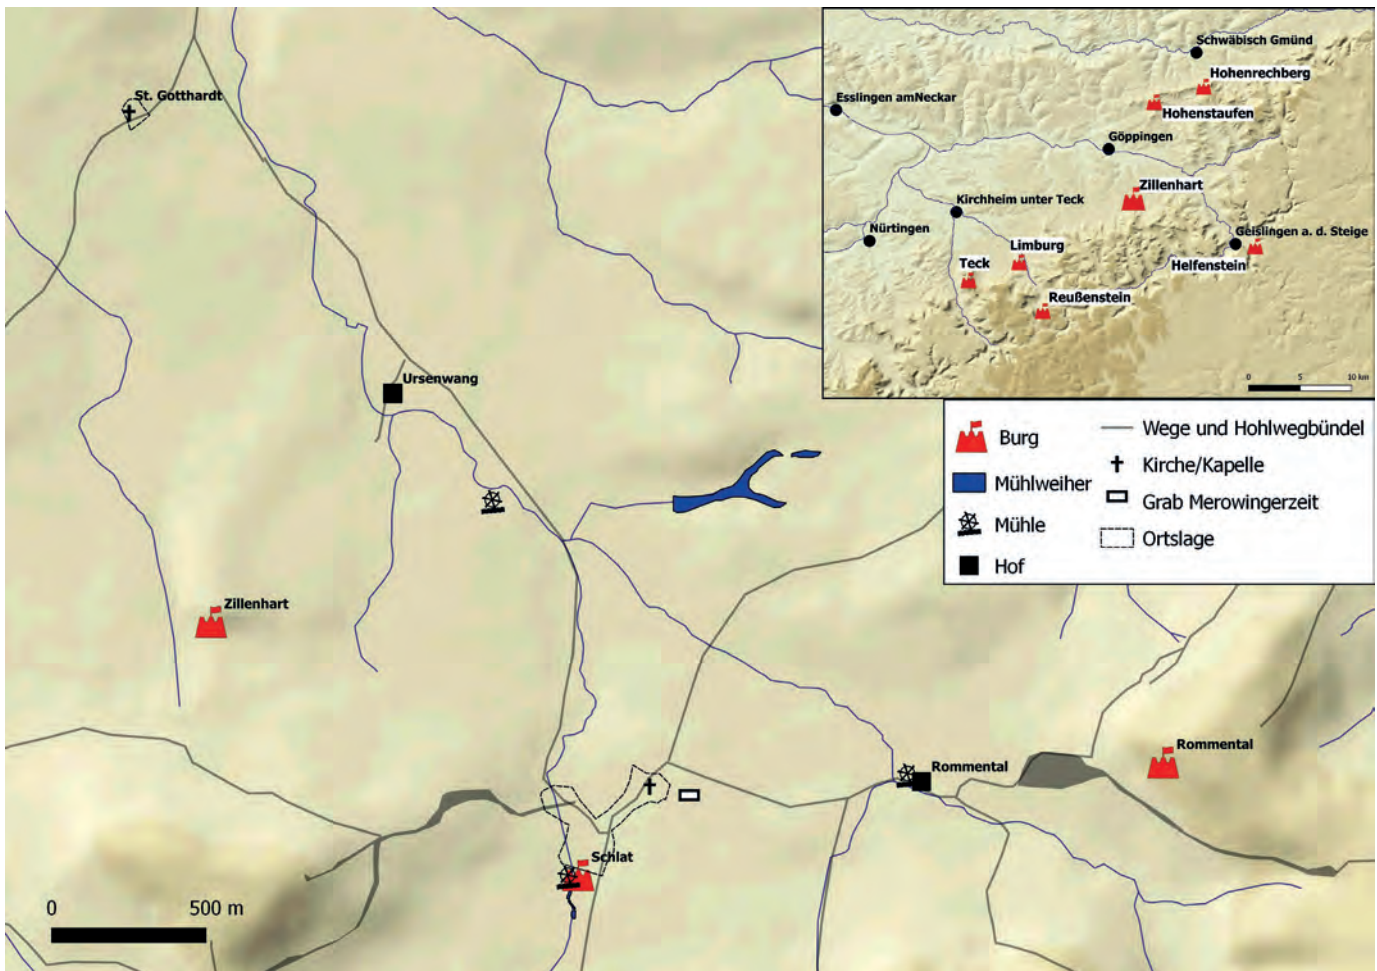 St. Gotthardt
Ursenwang
Zillenhart
Rommental
Rommental
Schlat
0 500 m
Schwäbisch Gmünd
Hohenrechberg
Esslingen amNeckar
Hohenstaufen
Göppingen
Zillenhart
Kirchheim unter Teck
Nürtingen
Geislingen a. d. Steige
Limburg
Helfenstein
Teck
Reußenstein
0 5 10 km
Burg
Mühlweiher
Mühle
Hof
Wege und Hohlwegbündel
Kirche/Kapelle
Grab Merowingerzeit
Ortslage